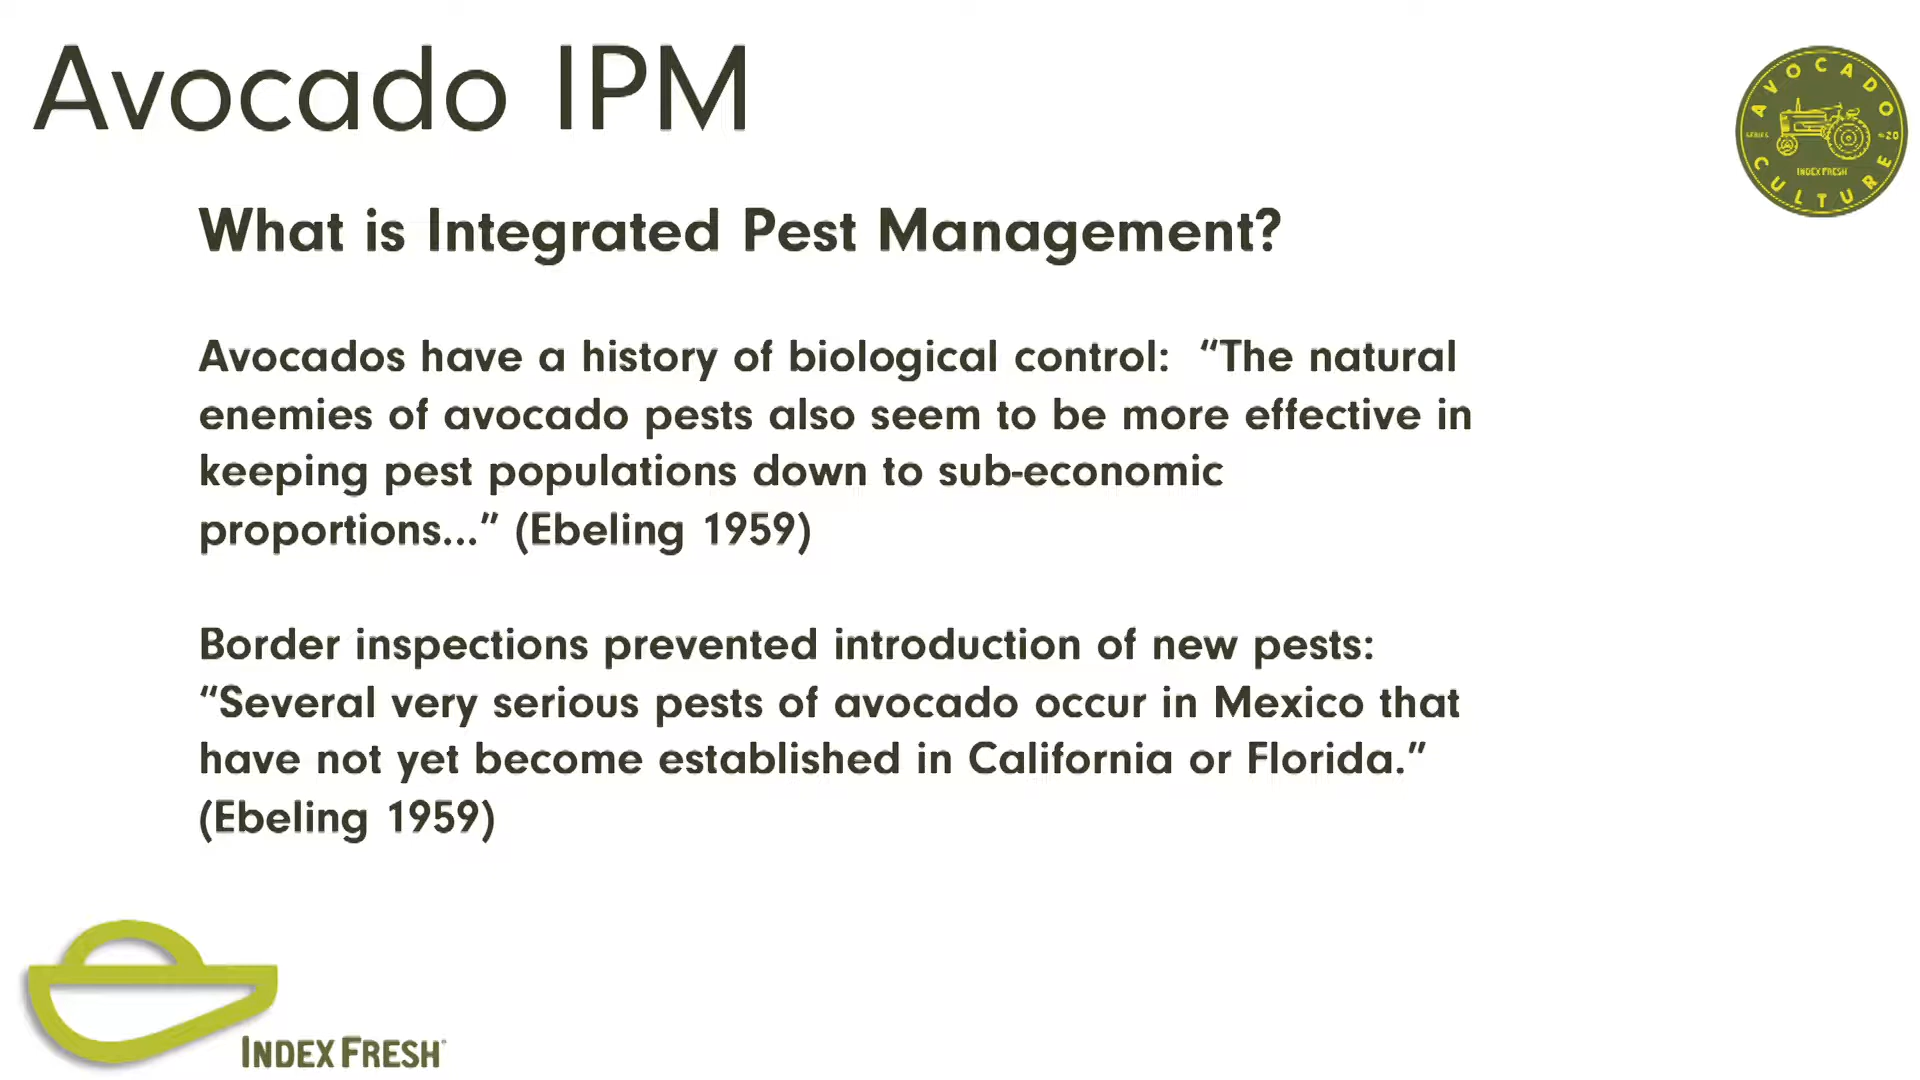 Avocado IPM
AVOCADO
SERIES
INDEX FRESH
CULTURE
What is Integrated Pest Management?
Avocados have a history of biological control:  “The natural
enemies of avocado pests also seem to be more effective in
keeping pest populations down to sub-economic
proportions...” (Ebeling 1959)
Border inspections prevented introduction of new pests:
“Several very serious pests of avocado occur in Mexico that
have not yet become established in California or Florida.”
(Ebeling 1959)
INDEX FRESH